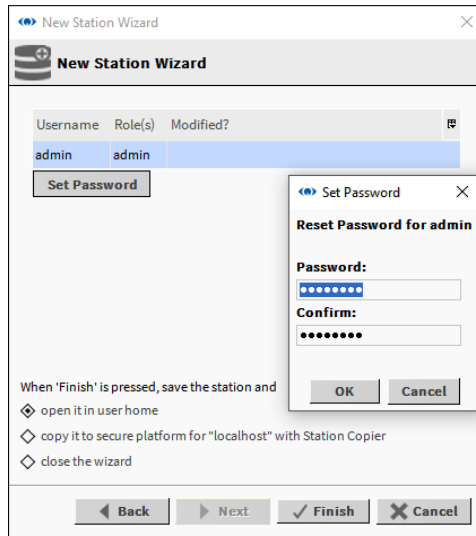 New Station Wizard
New Station Wizard
Username Role(s) Modified?
admin admin
Set Password
Set Password
Reset Password for admin
Password:
••••••••
Confirm:
••••••••
OK Cancel
When 'Finish' is pressed, save the station and
open it in user home
copy it to secure platform for "localhost" with Station Copier
close the wizard
Back Next Finish Cancel